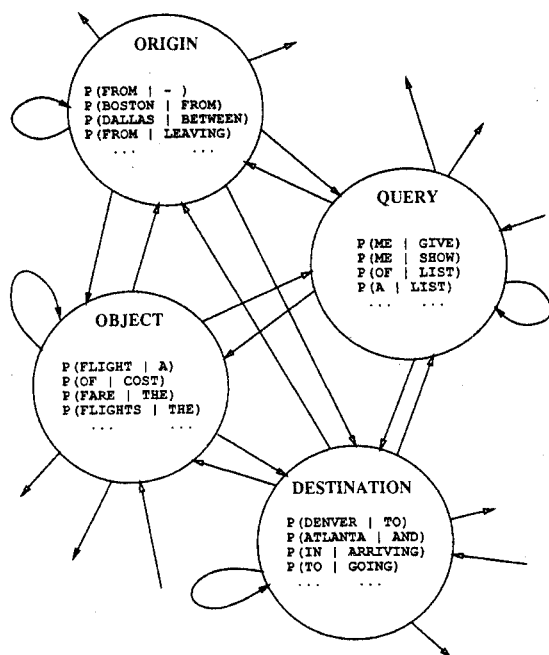 ORIGIN
P(FROM | - )
P(BOSTON | FROM)
P(DALLAS | BETWEEN)
P(FROM | LEAVING)
... ...
QUERY
P(ME | GIVE)
P(ME | SHOW)
P(OF | LIST)
P(A | LIST)
... ...
OBJECT
P(FLIGHT | A)
P(OF | COST)
P(FARE | THE)
P(FLIGHTS | THE)
... ...
DESTINATION
P(DENVER | TO)
P(ATLANTA | AND)
P(IN | ARRIVING)
P(TO | GOING)
... ...